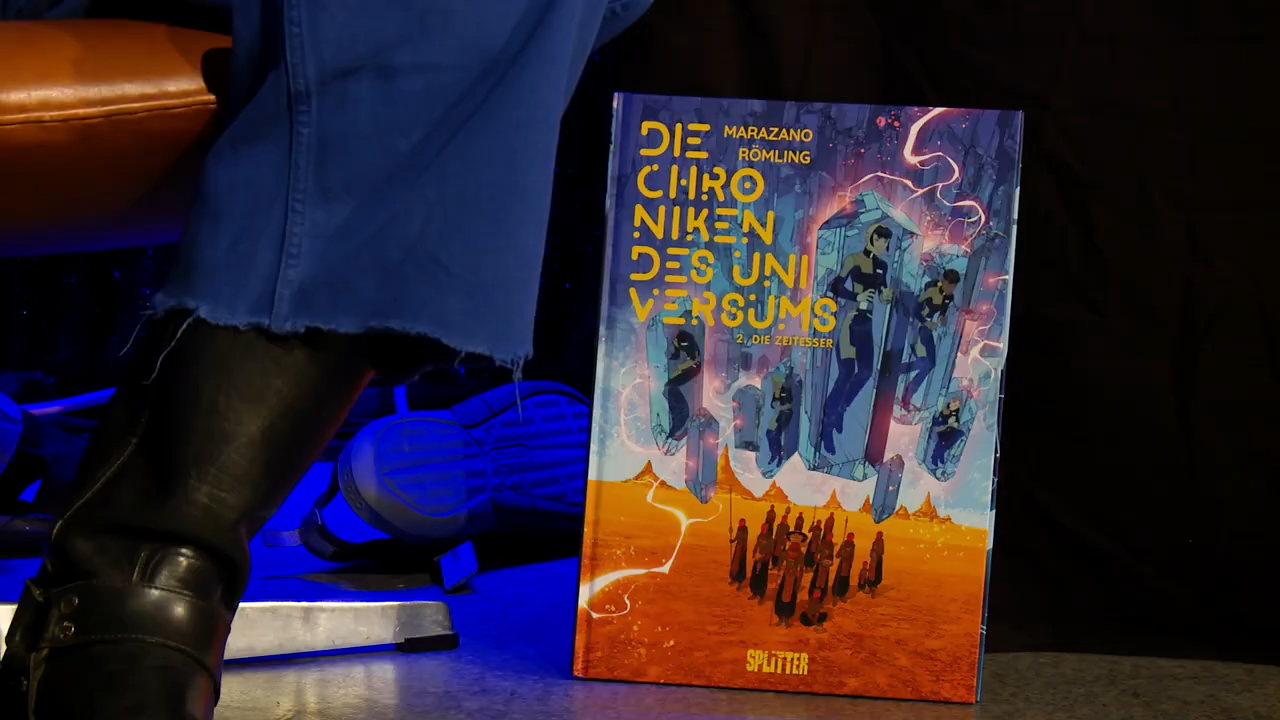 DIE
CHRO
NIKEN
DES UNI
VERSUMS
MARAZANO
RÖMLING
2. DIE ZEITESSER
SPLITTER